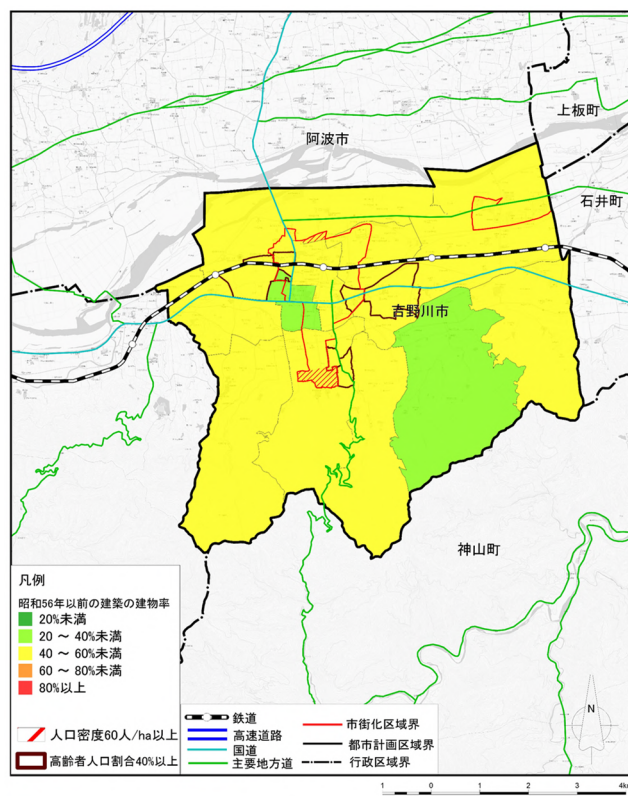 上板町
阿波市
石井町
吉野川市
神山町
凡例
昭和56年以前の建築の建物率
20%未満
20 ～ 40%未満
40 ～ 60%未満
60 ～ 80%未満
80%以上
人口密度60人/ha以上
高齢者人口割合40%以上
鉄道
高速道路
国道
主要地方道
市街化区域界
都市計画区域界
行政区域界
N
1 0 1 2 3 4km